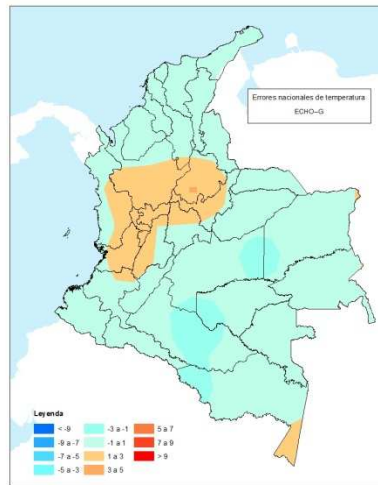 Errores nacionales de temperatura
ECHO-G
Leyenda
< -9
-9 a -7
-7 a -5
-5 a -3
-3 a -1
-1 a 1
1 a 3
3 a 5
5 a 7
7 a 9
> 9